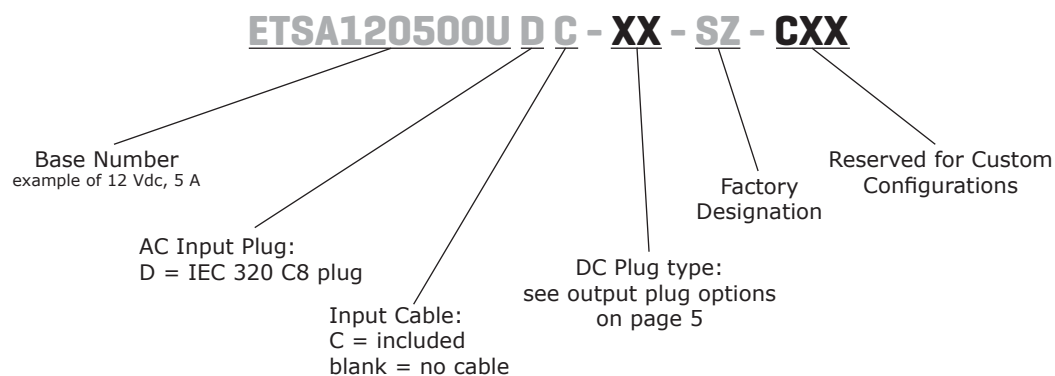 ETSA120500U D C - XX - SZ - CXX
Base Number
example of 12 Vdc, 5 A
AC Input Plug:
D = IEC 320 C8 plug
Input Cable:
C = included
blank = no cable
DC Plug type:
see output plug options
on page 5
Factory
Designation
Reserved for Custom
Configurations